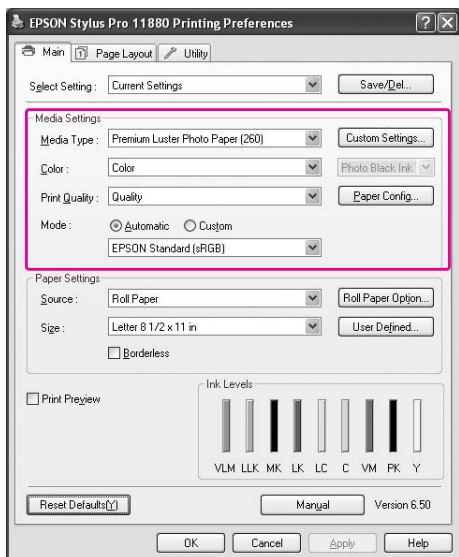 EPSON Stylus Pro 11880 Printing Preferences
Main Page Layout Utility
Select Setting : Current Settings Save/Del...
Media Settings
Media Type : Premium Luster Photo Paper (260) Custom Settings...
Color : Color Photo Black Ink
Print Quality : Quality Paper Config...
Mode : Automatic Custom
EPSON Standard (sRGB)
Paper Settings
Source : Roll Paper Roll Paper Option...
Size : Letter 8 1/2 x 11 in User Defined...
Borderless
Print Preview
Ink Levels
VLM LLK MK LK LC C VM PK Y
Reset Defaults(Y) Manual Version 6.50
OK Cancel Apply Help